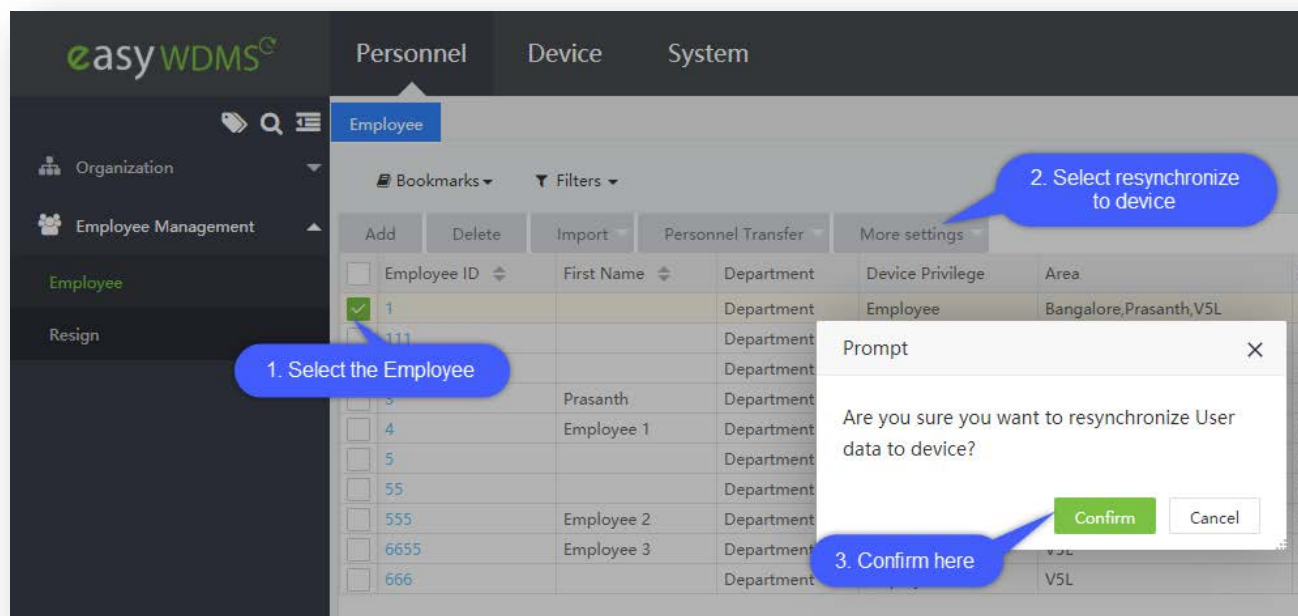 easy WDMS
Personnel Device System
Employee
Organization
Bookmarks Filters
2. Select resynchronize
to device
Employee Management
Add Delete Import Personnel Transfer More settings
Employee ID First Name Department Device Privilege Area
Employee
1 Department Employee Bangalore,Prasanth,V5L
Resign
111 Department
1. Select the Employee
Department
3 Prasanth Department
4 Employee 1 Department
5 Department
55 Department
555 Employee 2 Department
6655 Employee 3 Department V5L
666 Department V5L
Prompt
Are you sure you want to resynchronize User
data to device?
Confirm Cancel
3. Confirm here